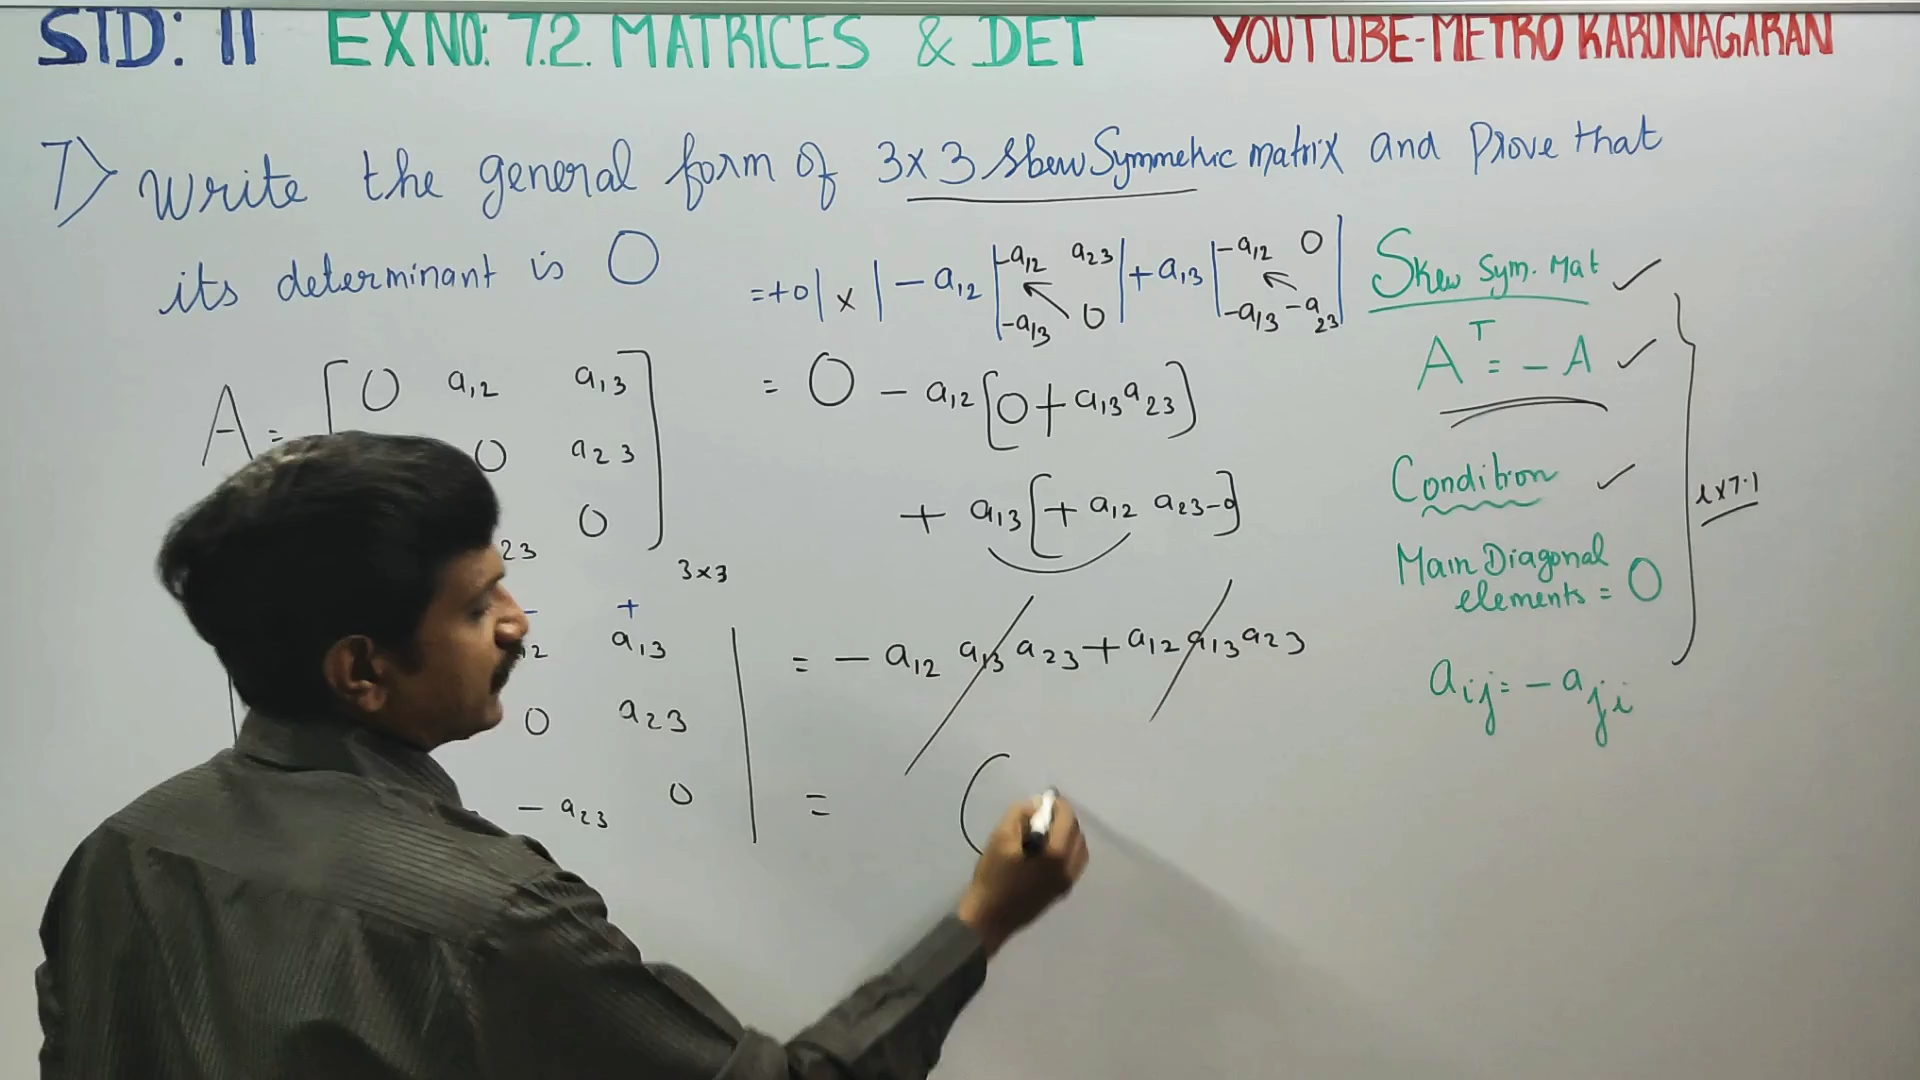 STD: 11 EX NO: 7.2. MATRICES & DET YOUTUBE-METRO KARUNAGARAN
7) Write the general form of 3x3 Skew Symmetric matrix and Prove that
its determinant is 0
A = [ 0 a12 a13
0 a23
23 0 ] 3x3
- +
12 a13
0 a23
- a23 0
= +0 | x | - a12 | -a12 a23 | + a13 | -a12 0 |
-a13 0 -a13 -a23
= 0 - a12 [0 + a13 a23]
+ a13 [+ a12 a23 - 0]
= - a12 a13 a23 + a12 a13 a23
=
Skew Sym. Mat ✓
A^T = - A ✓
Condition ✓
Main Diagonal
elements = 0
aij = - aji
ex 7.1